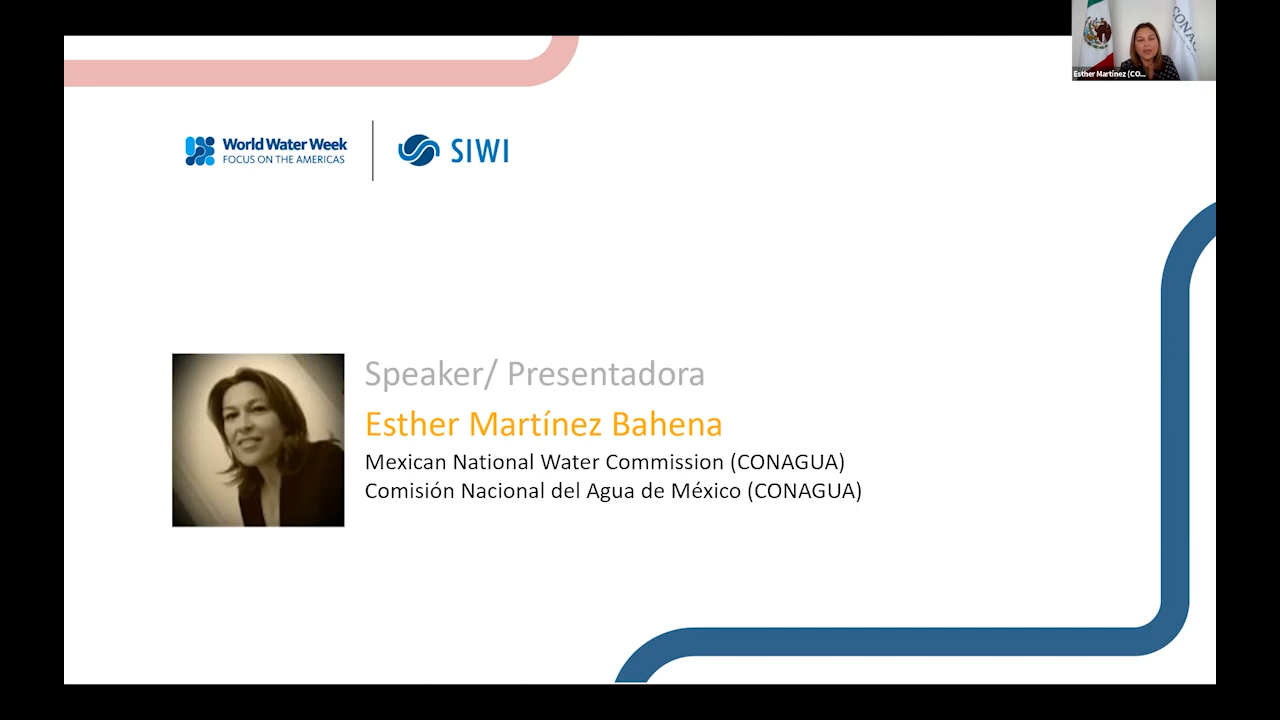 CONAG
Esther Martínez (CO...
World Water Week
FOCUS ON THE AMERICAS
SIWI
Speaker/ Presentadora
Esther Martínez Bahena
Mexican National Water Commission (CONAGUA)
Comisión Nacional del Agua de México (CONAGUA)